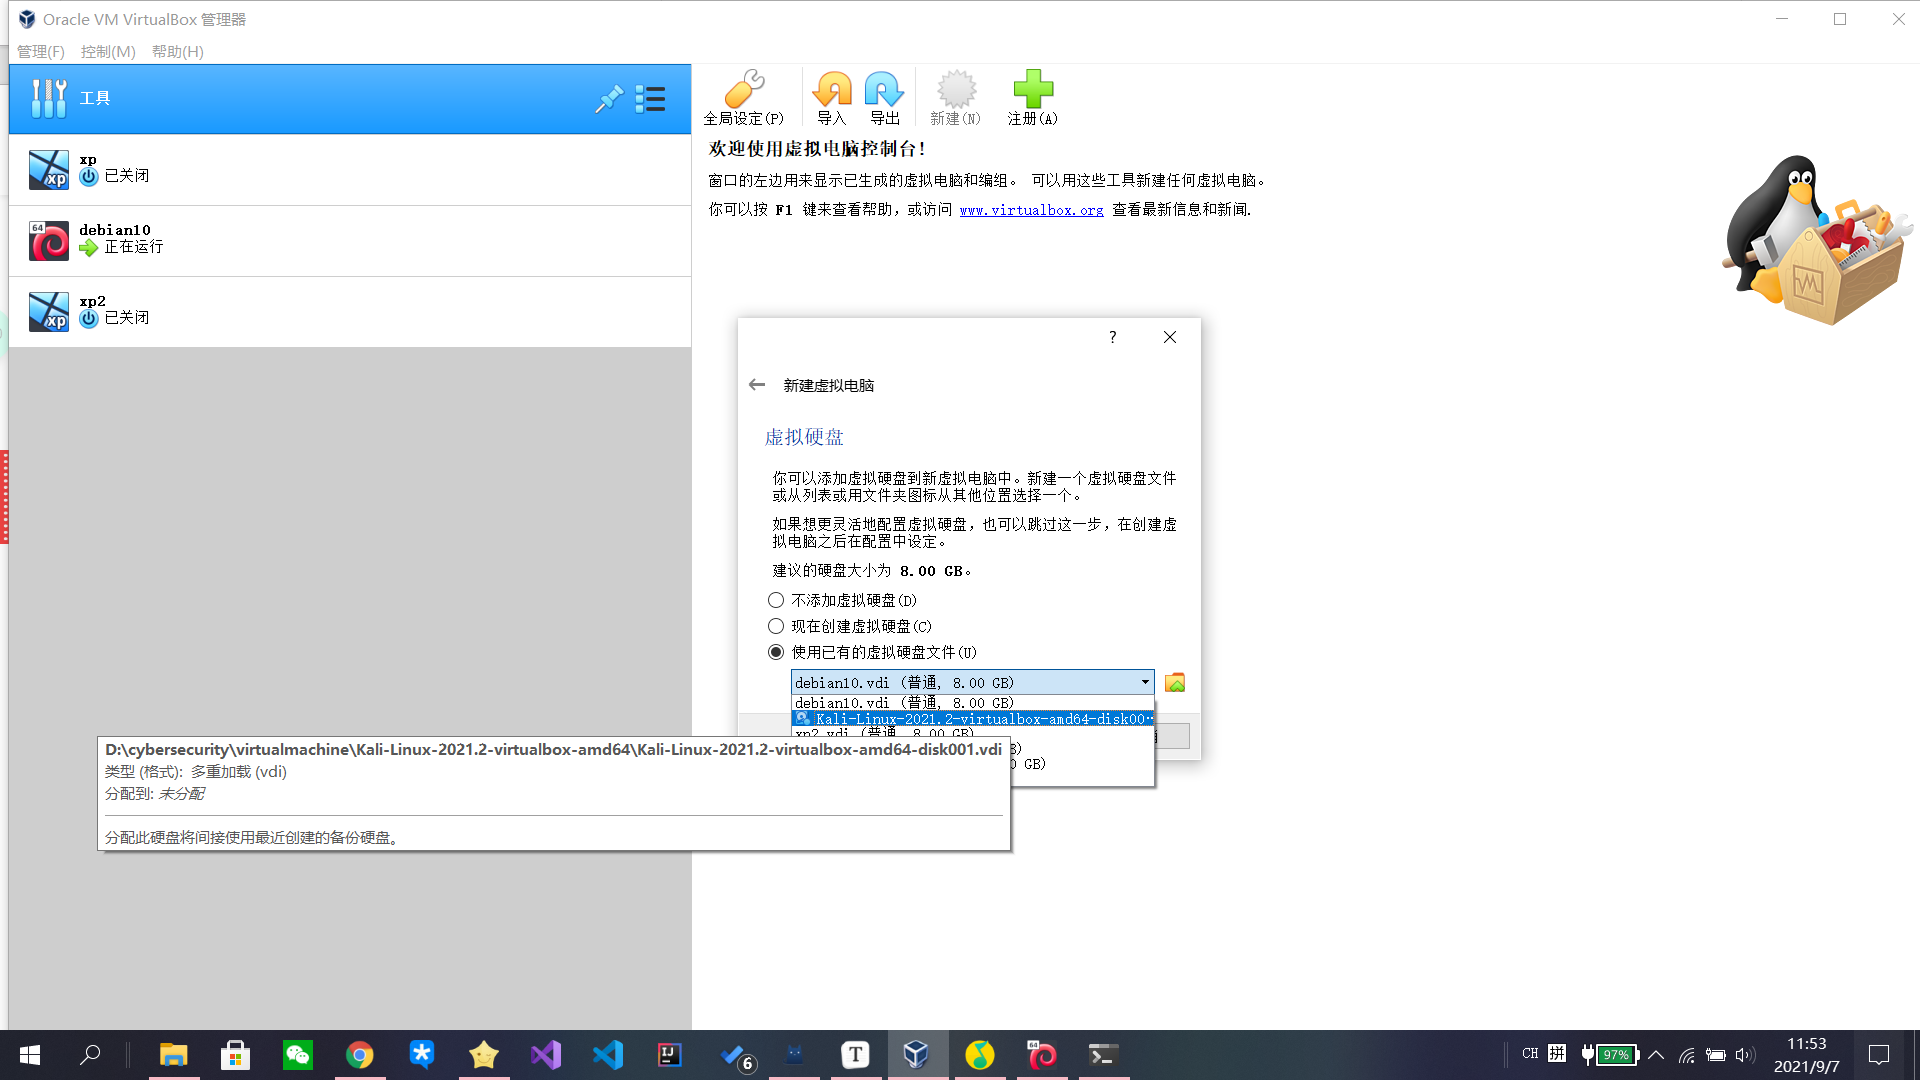 Oracle VM VirtualBox 管理器
管理(F) 控制(M) 帮助(H)
工具
xp
已关闭
64
debian10
正在运行
xp2
已关闭
全局设定(P)
导入
导出
新建(N)
注册(A)
欢迎使用虚拟电脑控制台!
窗口的左边用来显示已生成的虚拟电脑和编组。 可以用这些工具新建任何虚拟电脑。
你可以按 F1 键来查看帮助,或访问 www.virtualbox.org 查看最新信息和新闻.
?
新建虚拟电脑
虚拟硬盘
你可以添加虚拟硬盘到新虚拟电脑中。新建一个虚拟硬盘文件
或从列表或用文件夹图标从其他位置选择一个。
如果想更灵活地配置虚拟硬盘,也可以跳过这一步,在创建虚
拟电脑之后在配置中设定。
建议的硬盘大小为 8.00 GB。
不添加虚拟硬盘(D)
现在创建虚拟硬盘(C)
使用已有的虚拟硬盘文件(U)
debian10.vdi (普通, 8.00 GB)
debian10.vdi (普通, 8.00 GB)
Kali-Linux-2021.2-virtualbox-amd64-disk00…
xp2.vdi (普通, 8.00 GB)
GB)
D:\cybersecurity\virtualmachine\Kali-Linux-2021.2-virtualbox-amd64\Kali-Linux-2021.2-virtualbox-amd64-disk001.vdi
类型 (格式): 多重加载 (vdi)
分配到: 未分配
分配此硬盘将间接使用最近创建的备份硬盘。
6
CH 拼
97%
11:53
2021/9/7